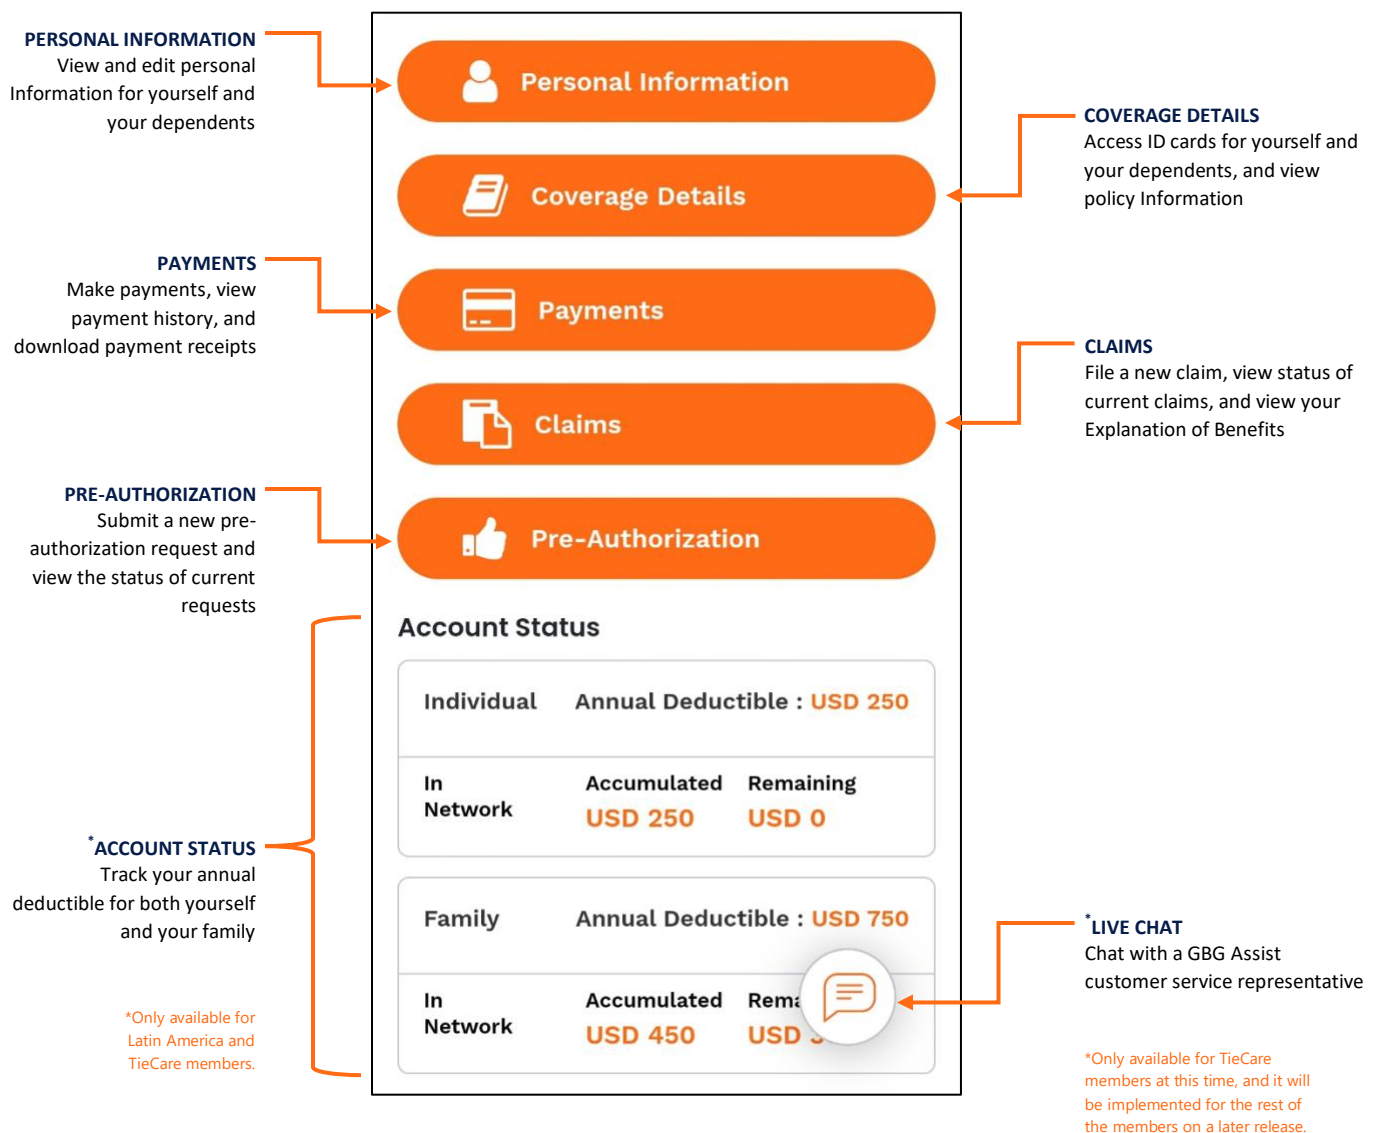 PERSONAL INFORMATION
View and edit personal
Information for yourself and
your dependents
PAYMENTS
Make payments, view
payment history, and
download payment receipts
PRE-AUTHORIZATION
Submit a new pre-
authorization request and
view the status of current
requests
*ACCOUNT STATUS
Track your annual
deductible for both yourself
and your family
*Only available for
Latin America and
TieCare members.
Personal Information
Coverage Details
Payments
Claims
Pre-Authorization
Account Status
Individual Annual Deductible : USD 250
In Accumulated Remaining
Network USD 250 USD 0
Family Annual Deductible : USD 750
In Accumulated
Network USD 450 USD
COVERAGE DETAILS
Access ID cards for yourself and
your dependents, and view
policy Information
CLAIMS
File a new claim, view status of
current claims, and view your
Explanation of Benefits
*LIVE CHAT
Chat with a GBG Assist
customer service representative
*Only available for TieCare
members at this time, and it will
be implemented for the rest of
the members on a later release.